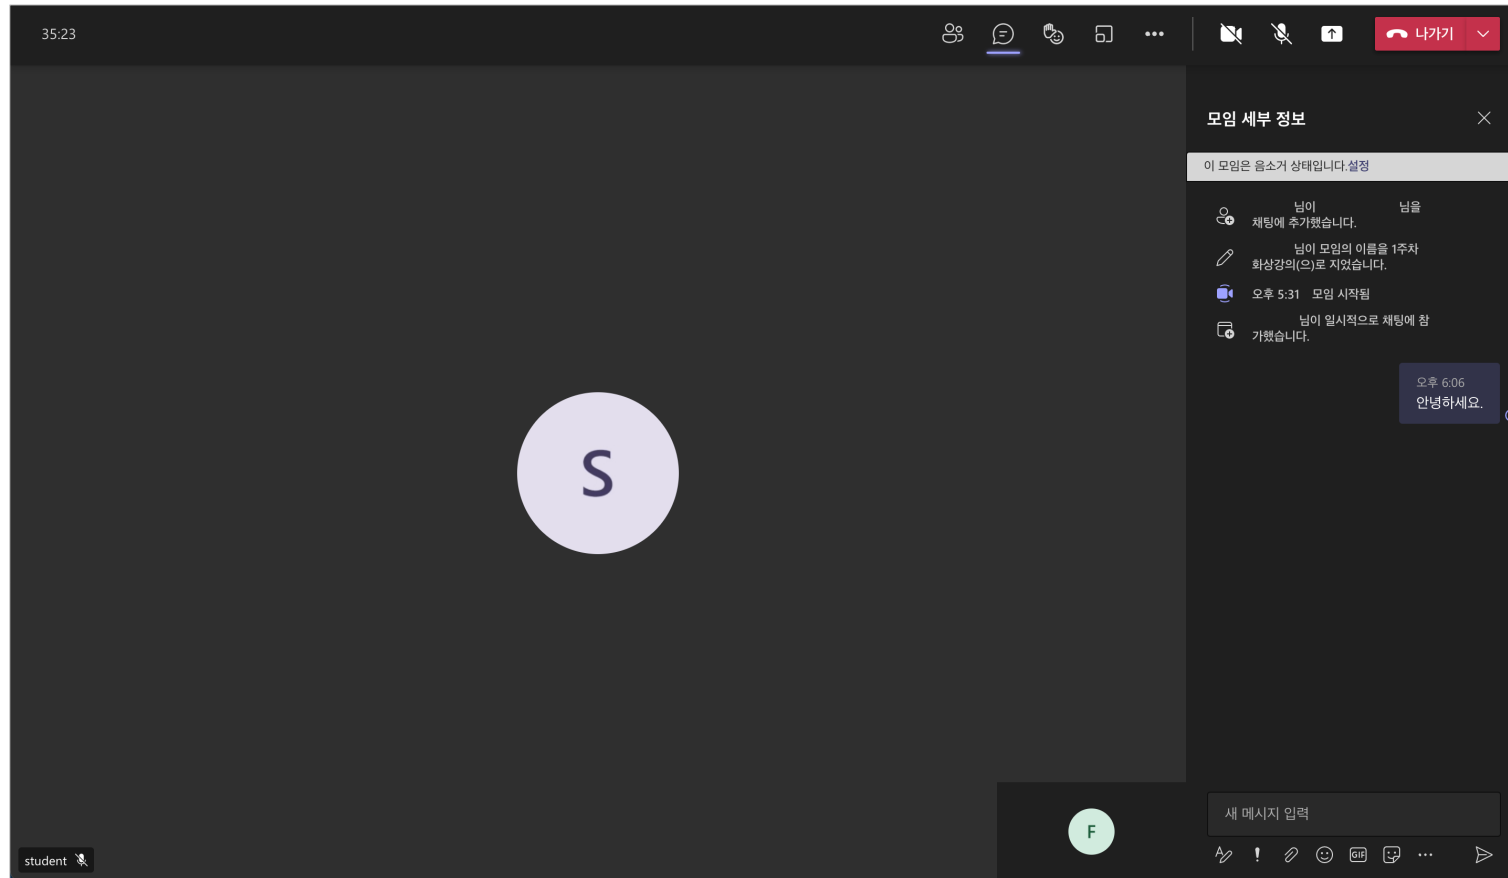 35:23
나가기
모임 세부 정보
이 모임은 음소거 상태입니다.설정
님이 님을
채팅에 추가했습니다.
님이 모임의 이름을 1주차
화상강의(으)로 지었습니다.
오후 5:31 모임 시작됨
님이 일시적으로 채팅에 참
가했습니다.
오후 6:06
안녕하세요.
S
F
student
새 메시지 입력
GIF